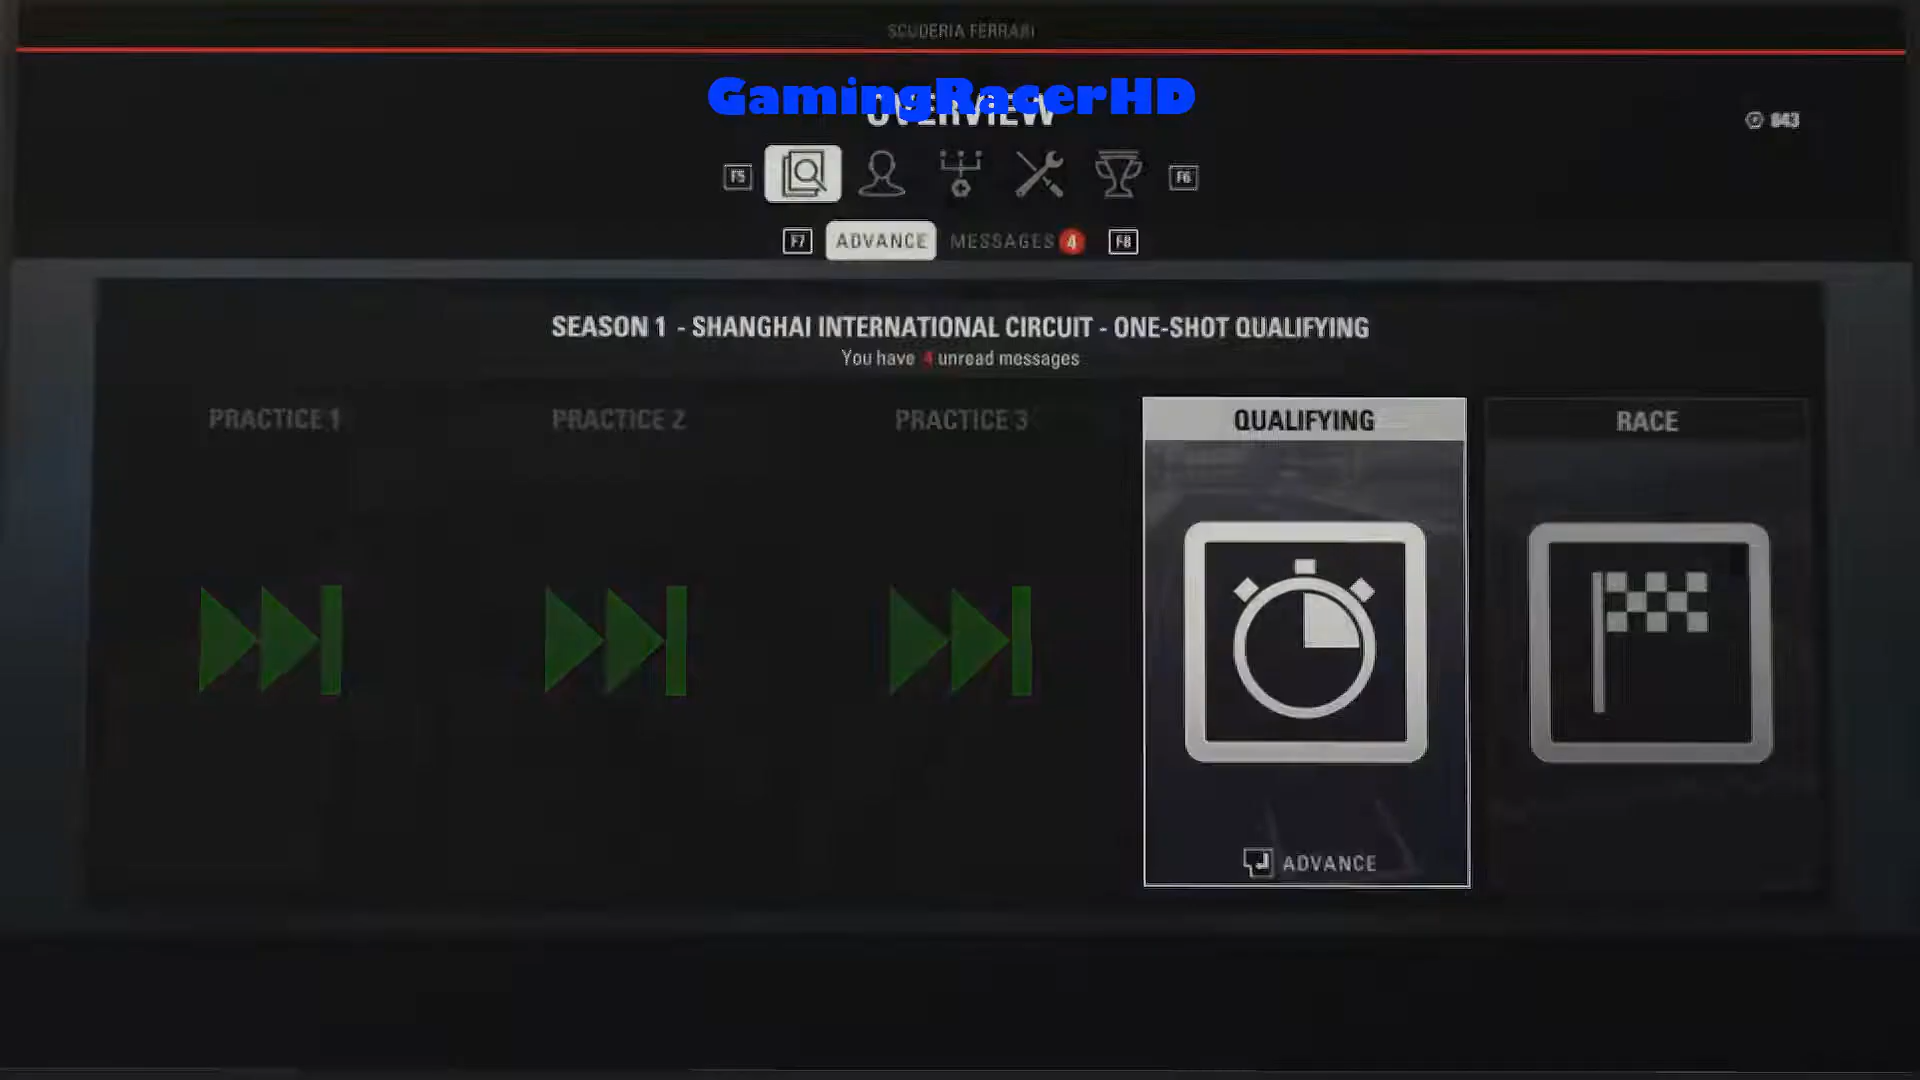 SCUDERIA FERRARI
GamingRacerHD
OVERVIEW
843
F5
F6
F7
ADVANCE
MESSAGES 4
F8
SEASON 1 - SHANGHAI INTERNATIONAL CIRCUIT - ONE-SHOT QUALIFYING
You have 4 unread messages
PRACTICE 1
PRACTICE 2
PRACTICE 3
QUALIFYING
RACE
ADVANCE